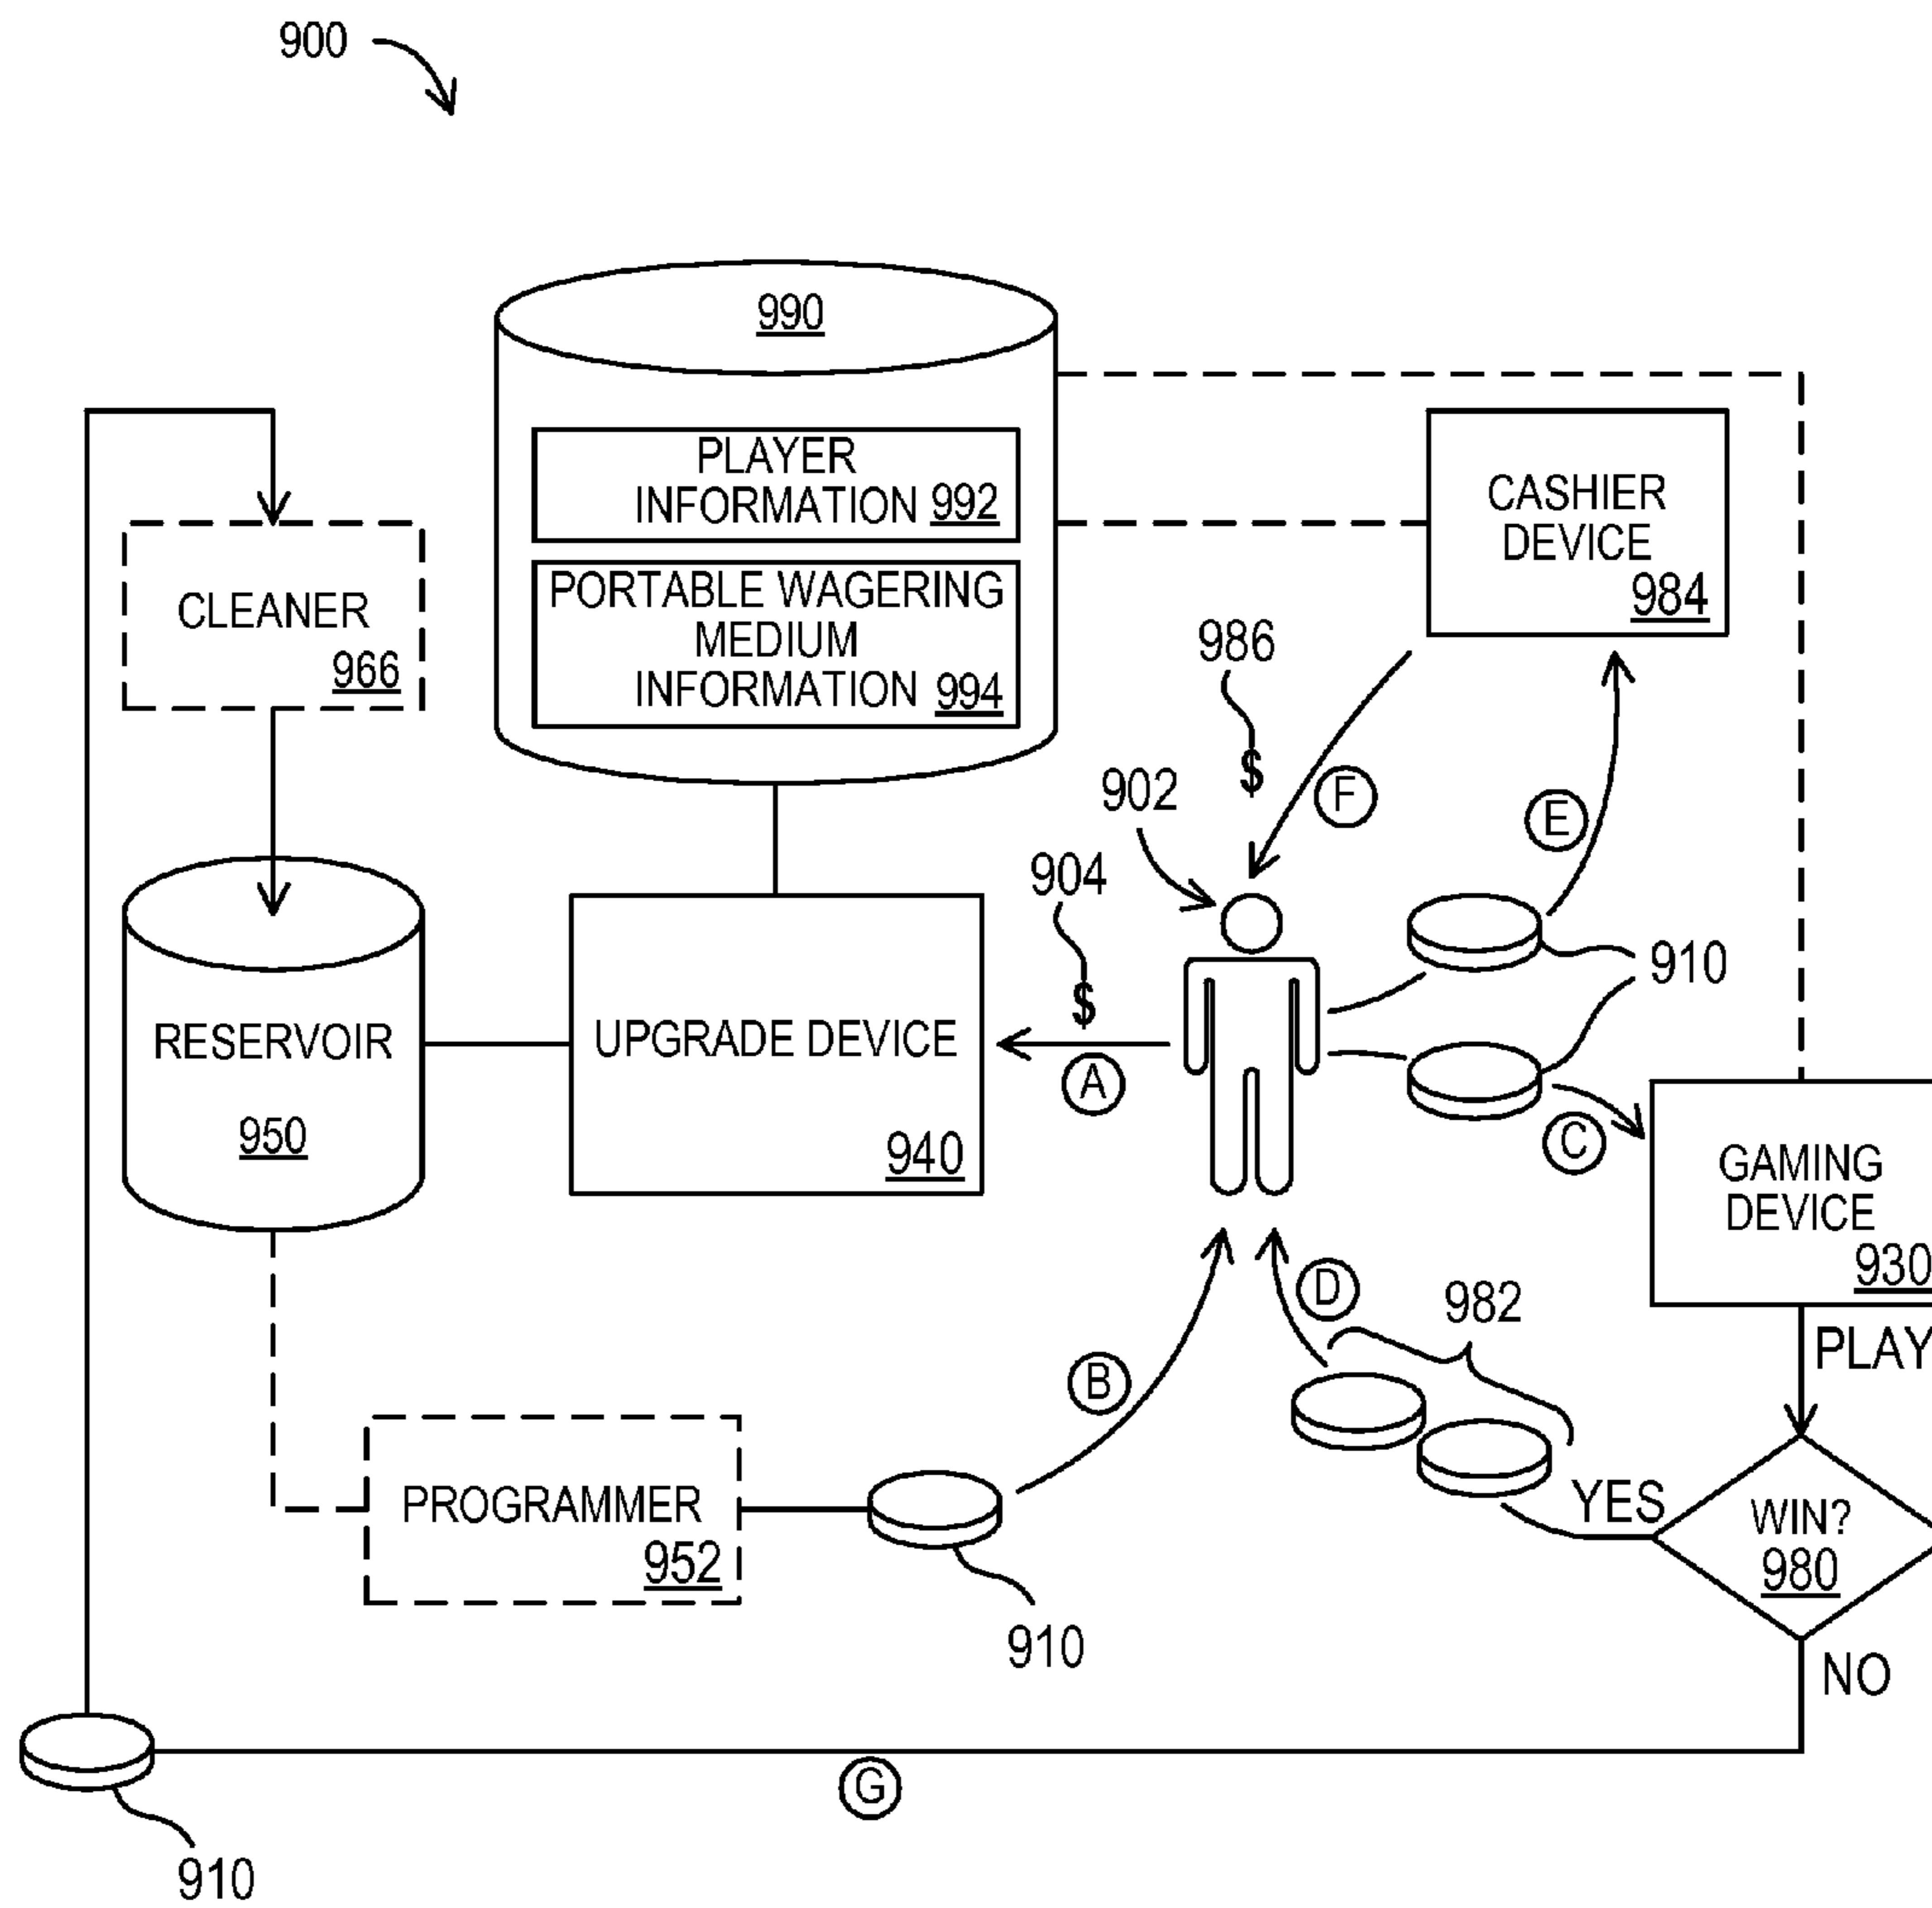 900
990
PLAYER
INFORMATION 992
PORTABLE WAGERING
MEDIUM
INFORMATION 994
CASHIER
DEVICE
984
CLEANER
966
986
$
902
F
E
904
$
910
RESERVOIR
950
UPGRADE DEVICE
940
A
C
GAMING
DEVICE
930
D
982
PLAY
B
PROGRAMMER
952
910
YES
WIN?
980
NO
G
910